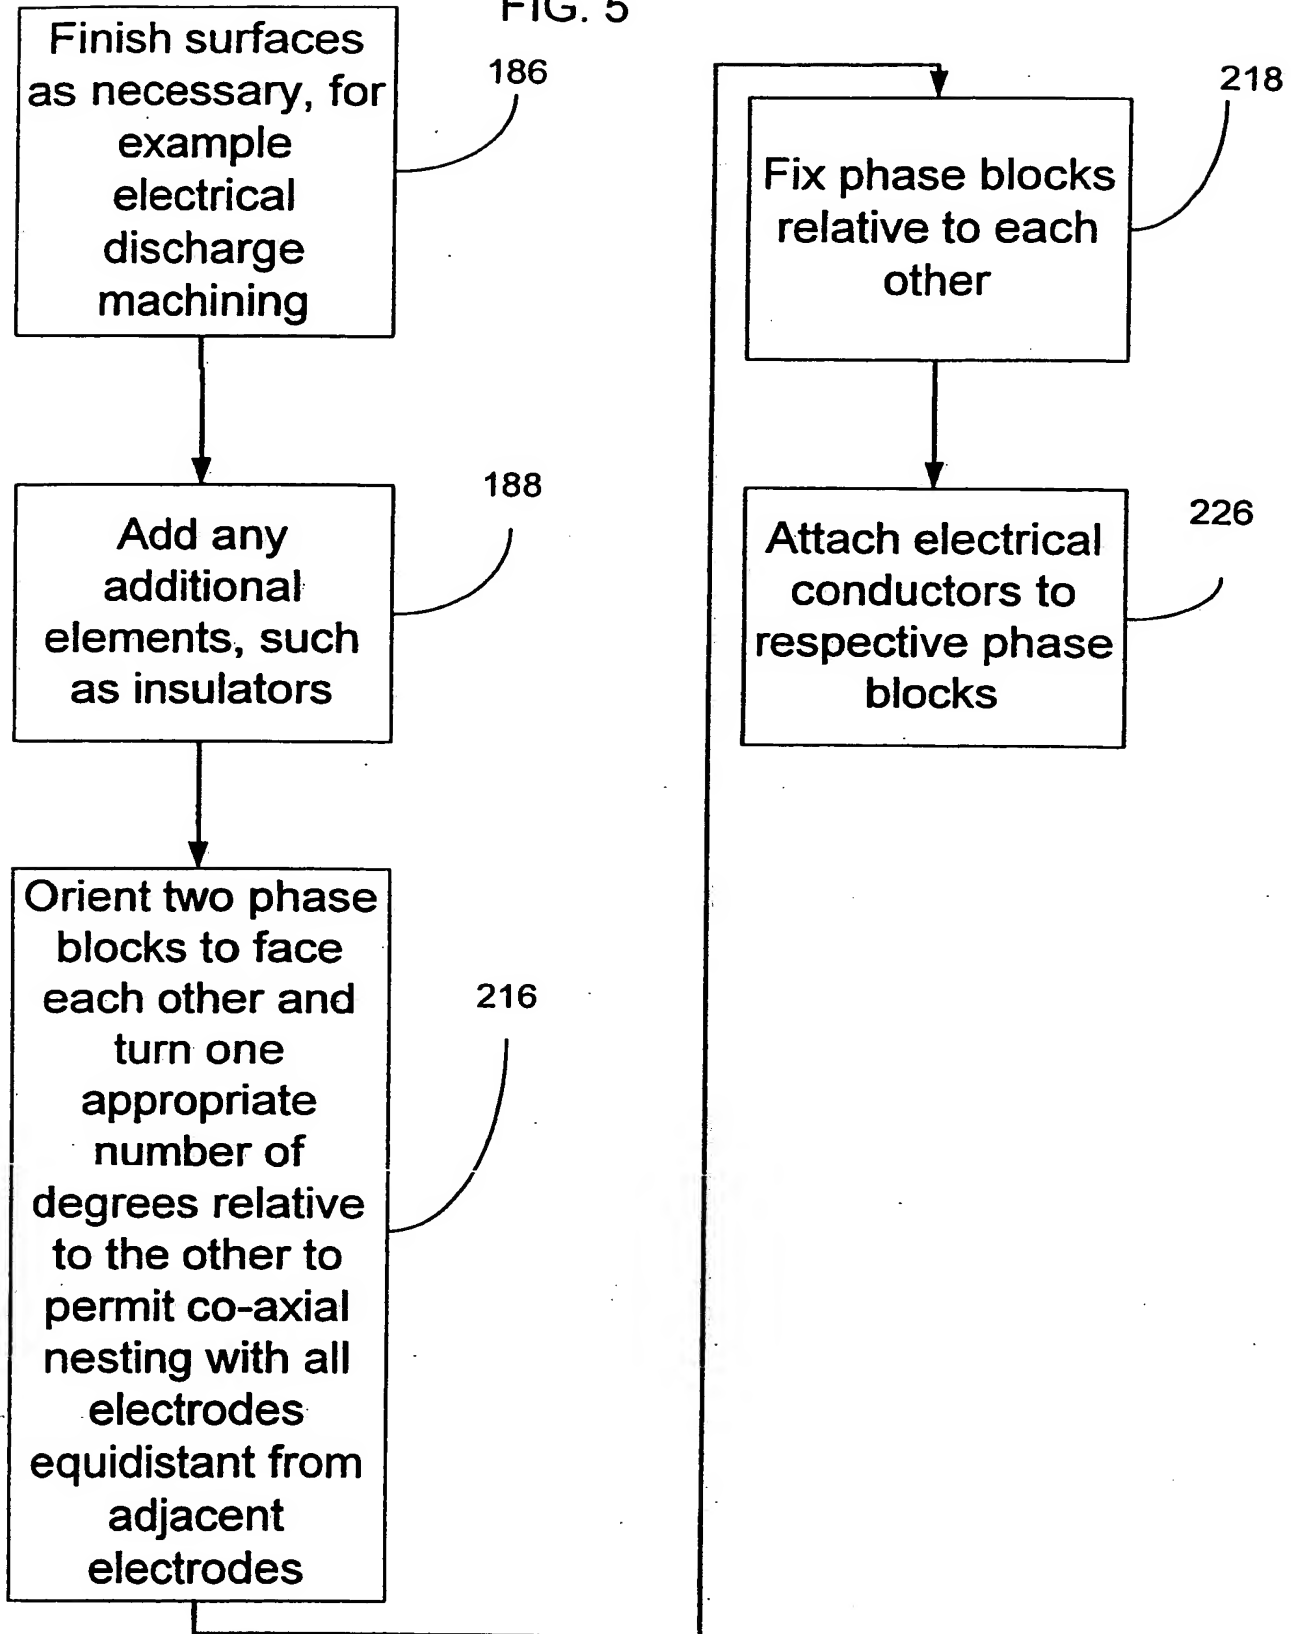 FIG. 5
Finish surfaces
as necessary, for
example
electrical
discharge
machining
186
Add any
additional
elements, such
as insulators
188
Orient two phase
blocks to face
each other and
turn one
appropriate
number of
degrees relative
to the other to
permit co-axial
nesting with all
electrodes
equidistant from
adjacent
electrodes
216
Fix phase blocks
relative to each
other
218
Attach electrical
conductors to
respective phase
blocks
226